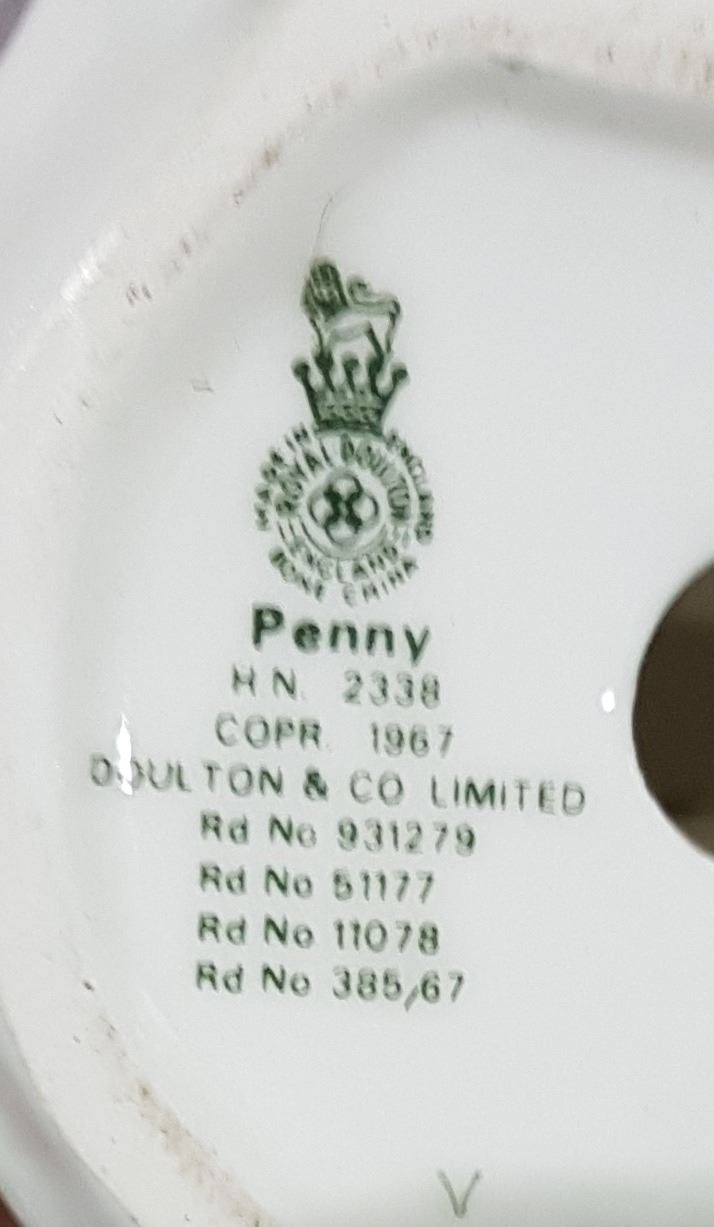 MADE IN ENGLAND
ROYAL DOULTON
ENGLAND
BONE CHINA
Penny
H.N. 2338
COPR. 1967
DOULTON & CO LIMITED
Rd No 931279
Rd No 51177
Rd No 11078
Rd No 385/67
V